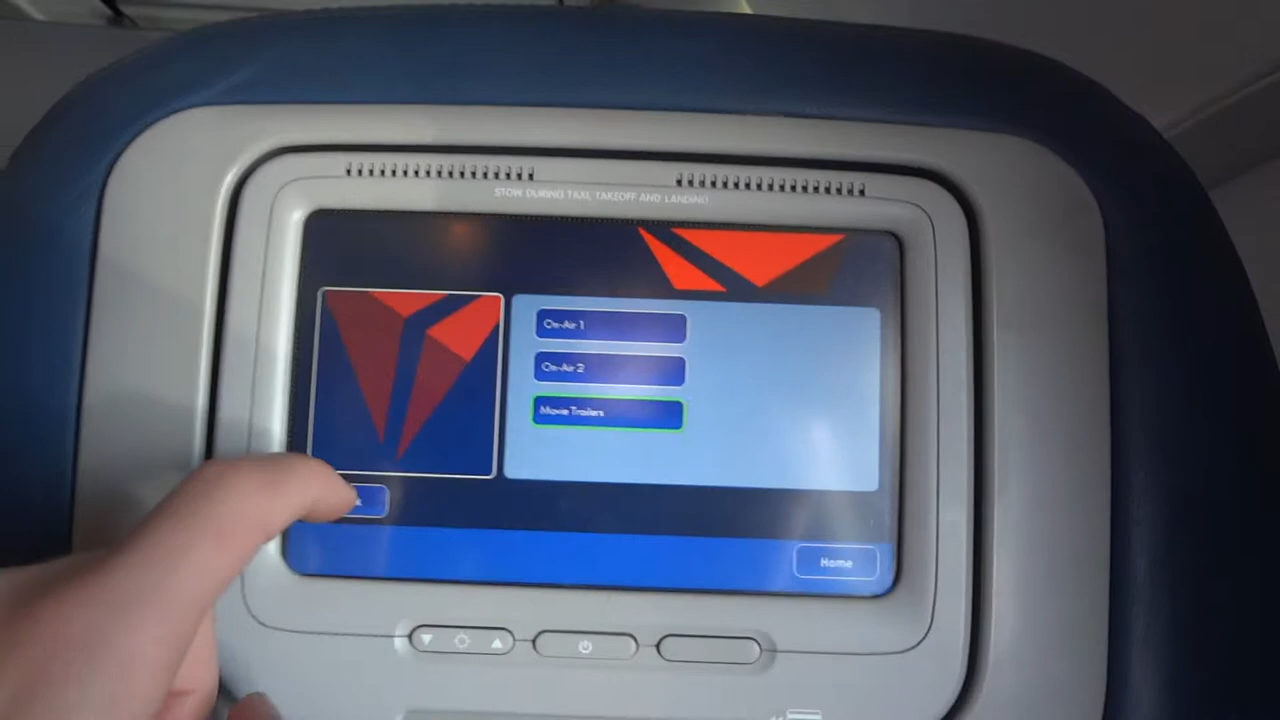 STOW DURING TAXI, TAKEOFF AND LANDING
On-Air 1
On-Air 2
Movie Trailers
Home